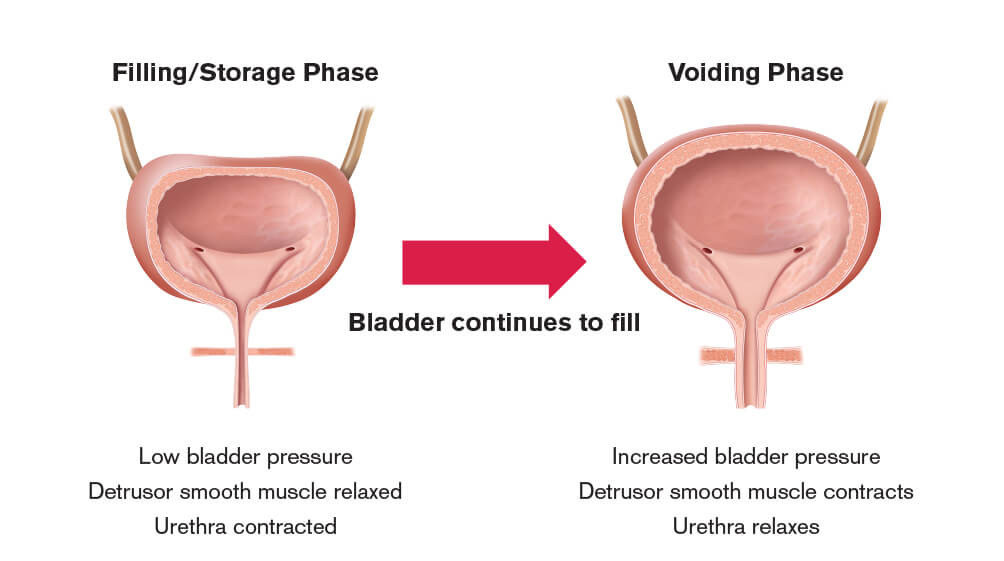 Filling/Storage Phase
Voiding Phase
Bladder continues to fill
Low bladder pressure
Detrusor smooth muscle relaxed
Urethra contracted
Increased bladder pressure
Detrusor smooth muscle contracts
Urethra relaxes